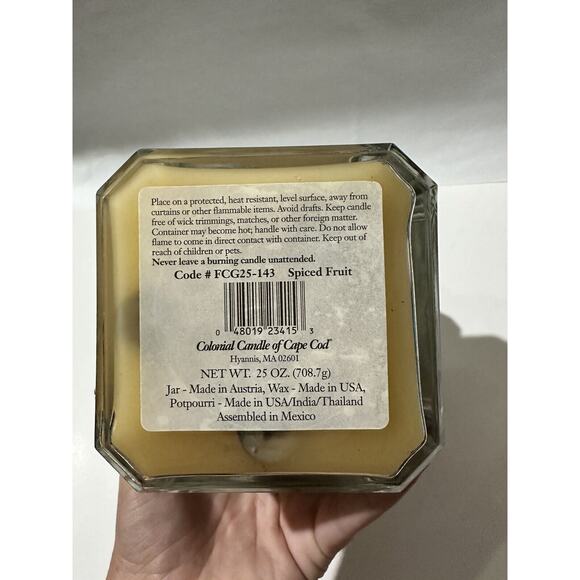 Place on a protected, heat resistant, level surface, away from
curtains or other flammable items. Avoid drafts. Keep candle
free of wick trimmings, matches, or other foreign matter.
Container may become hot; handle with care. Do not allow
flame to come in direct contact with container. Keep out of
reach of children or pets.
Never leave a burning candle unattended.
Code # FCG25-143 Spiced Fruit
0 48019 23415 3
Colonial Candle of Cape Cod®
Hyannis, MA 02601
NET WT. 25 OZ. (708.7g)
Jar - Made in Austria, Wax - Made in USA,
Potpourri - Made in USA/India/Thailand
Assembled in Mexico